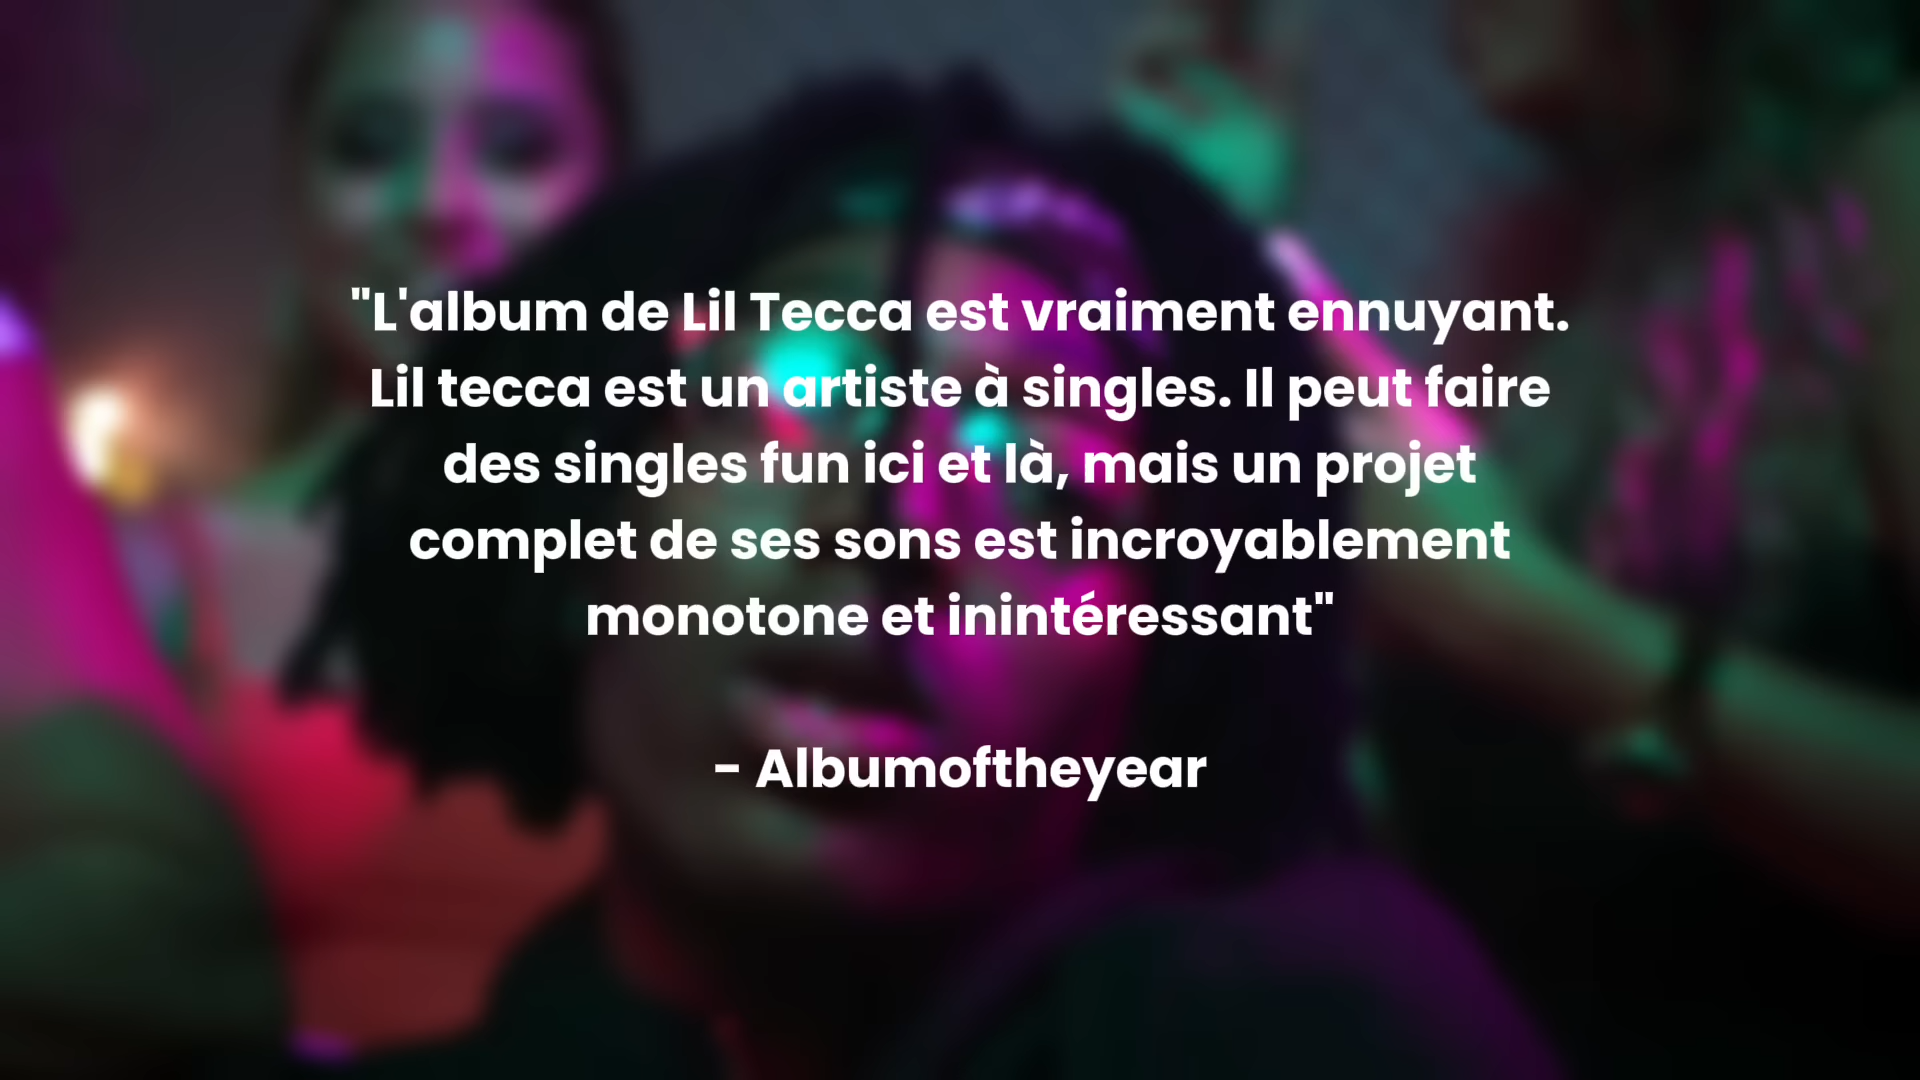 "L'album de Lil Tecca est vraiment ennuyant.
Lil tecca est un artiste à singles. Il peut faire
des singles fun ici et là, mais un projet
complet de ses sons est incroyablement
monotone et inintéressant"
- Albumoftheyear